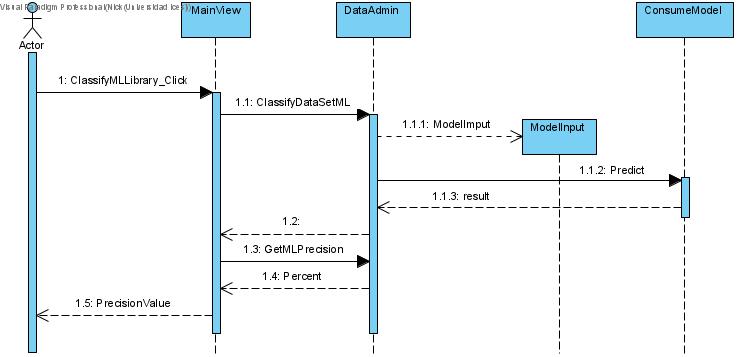 Visual Paradigm Professional(Nick(Universidad Ices
MainView
DataAdmin
ConsumeModel
Actor
1: ClassifyMLLibrary_Click
1.1: ClassifyDataSetML
1.1.1: ModelImput
ModelInput
1.1.2: Predict
1.1.3: result
1.2:
1.3: GetMLPrecision
1.4: Percent
1.5: PrecisionValue